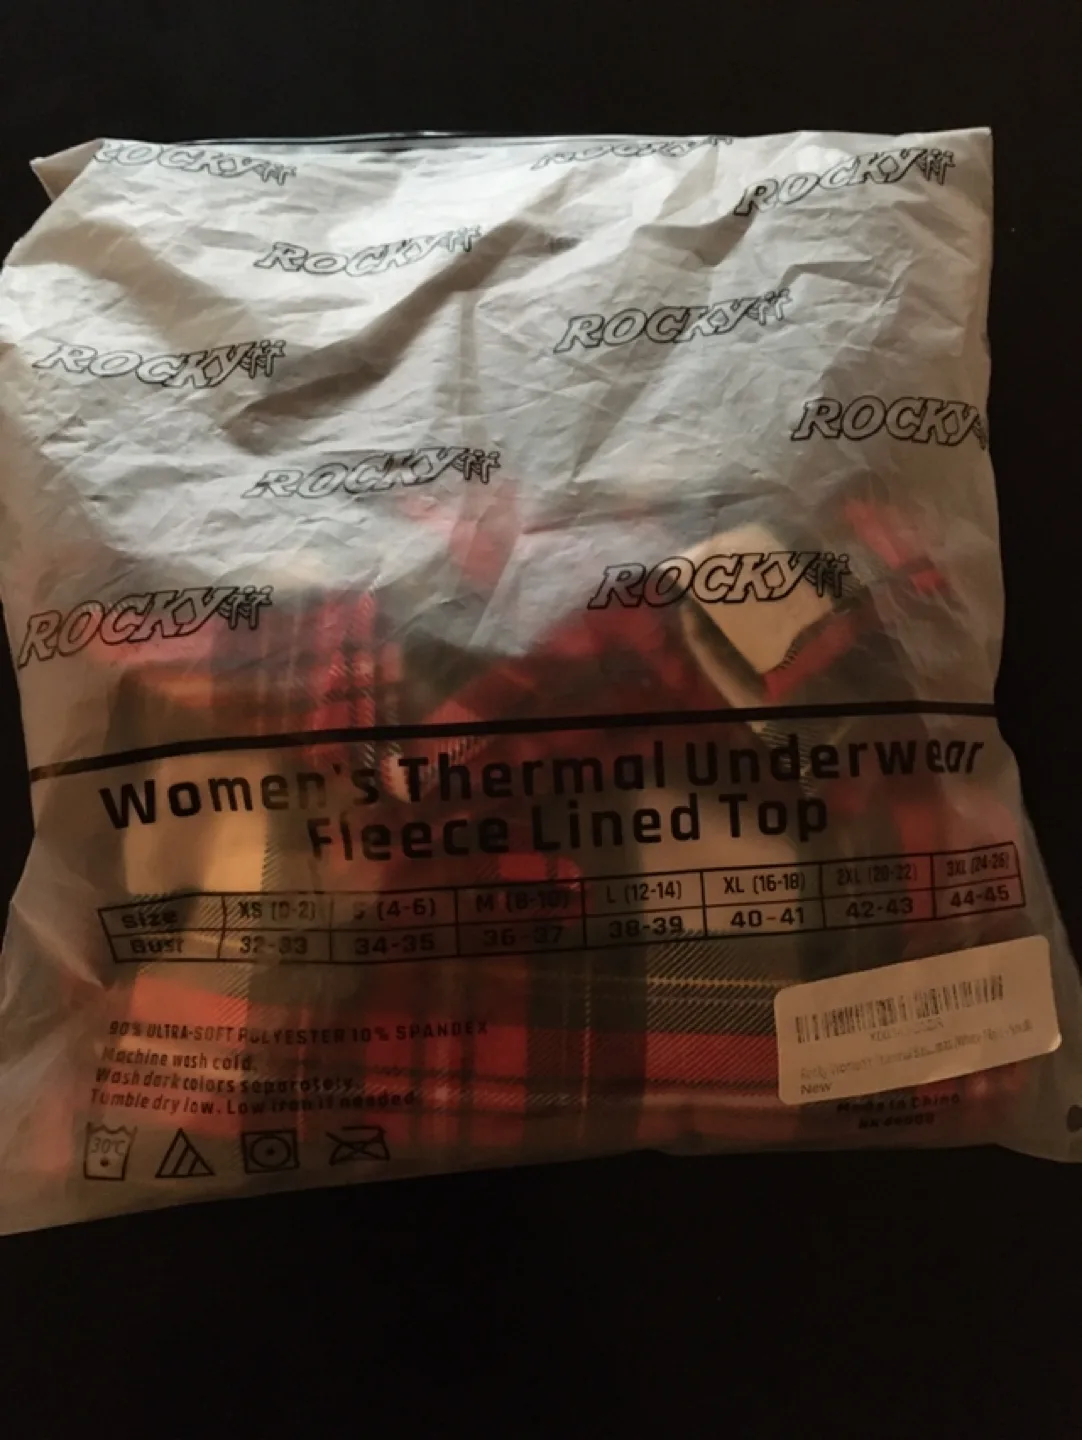 ROCKY
ROCKY
ROCKY
ROCKY
ROCKY
ROCKY
ROCKY
ROCKY
ROCKY
ROCKY
Women's Thermal Underwear
Fleece Lined Top
Size XS (0-2) S (4-6) M (8-10) L (12-14) XL (16-18) 2XL (20-22) 3XL (24-26)
Bust 32-33 34-35 36-37 38-39 40-41 42-43 44-45
90% ULTRA-SOFT POLYESTER 10% SPANDEX
Machine wash cold.
Wash dark colors separately.
Tumble dry low. Low iron if needed
30°C
New
Made in China